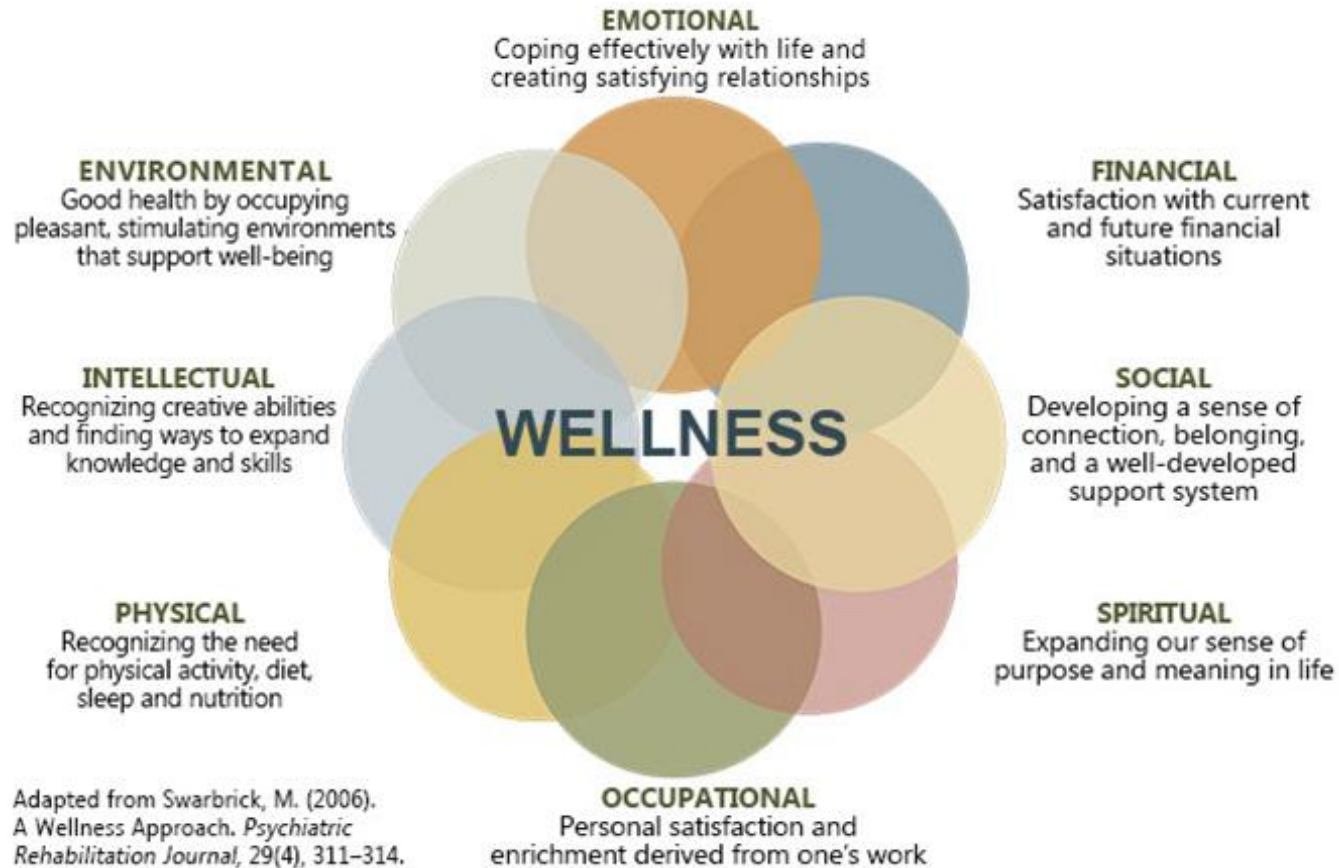 EMOTIONAL
Coping effectively with life and
creating satisfying relationships
ENVIRONMENTAL
Good health by occupying
pleasant, stimulating environments
that support well-being
FINANCIAL
Satisfaction with current
and future financial
situations
INTELLECTUAL
Recognizing creative abilities
and finding ways to expand
knowledge and skills
WELLNESS
SOCIAL
Developing a sense of
connection, belonging,
and a well-developed
support system
PHYSICAL
Recognizing the need
for physical activity, diet,
sleep and nutrition
SPIRITUAL
Expanding our sense of
purpose and meaning in life
OCCUPATIONAL
Personal satisfaction and
enrichment derived from one's work
Adapted from Swarbrick, M. (2006).
A Wellness Approach. Psychiatric
Rehabilitation Journal, 29(4), 311–314.